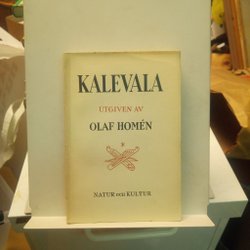 KALEVALA
UTGIVEN AV
OLAF HOMÉN
NATUR och KULTUR